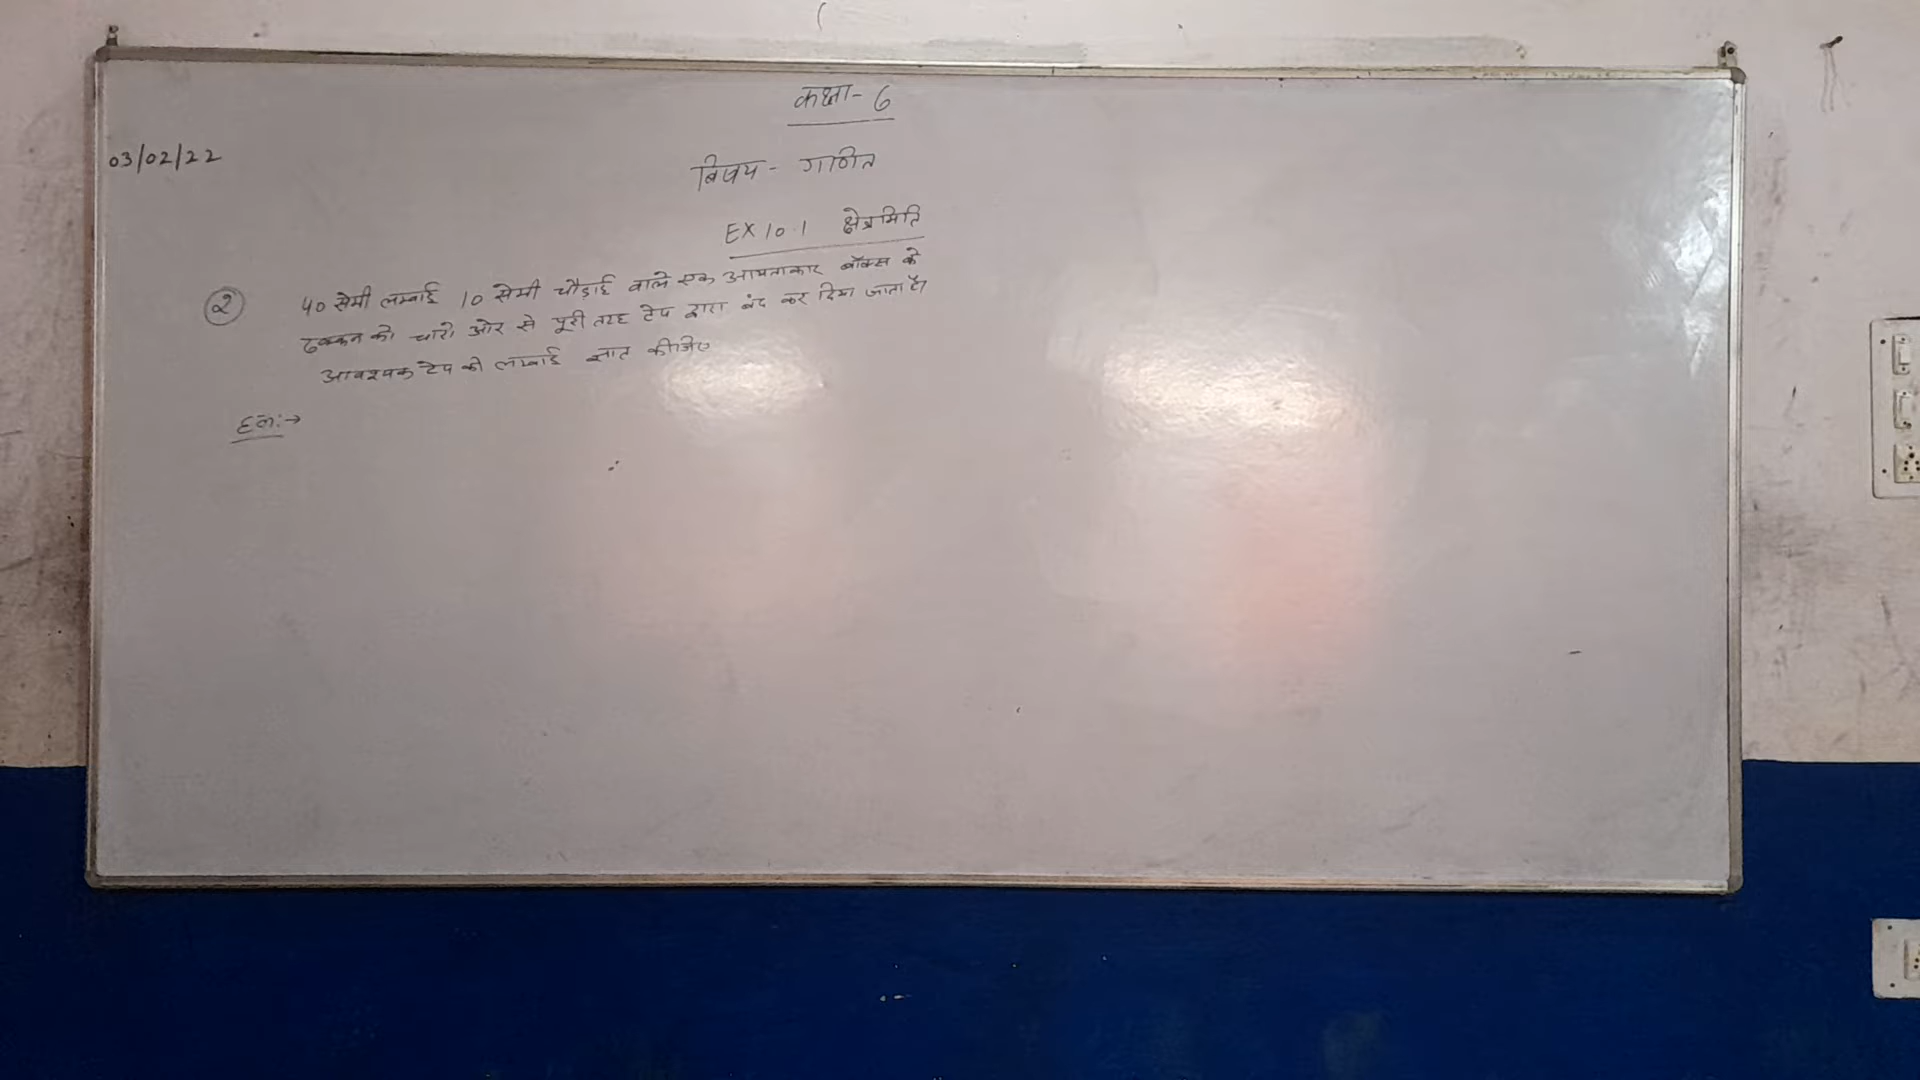 कक्षा- 6
03/02/22
विषय- गणित
EX 10.1 क्षेत्रमिति
२ 40 सेमी लम्बाई 10 सेमी चौड़ाई वाले एक आयताकार बॉक्स के
ढक्कन को चारो ओर से पूरी तरह टेप द्वारा बंद कर दिया जाता है।
आवश्यक टेप की लम्बाई ज्ञात कीजिए
हल:→